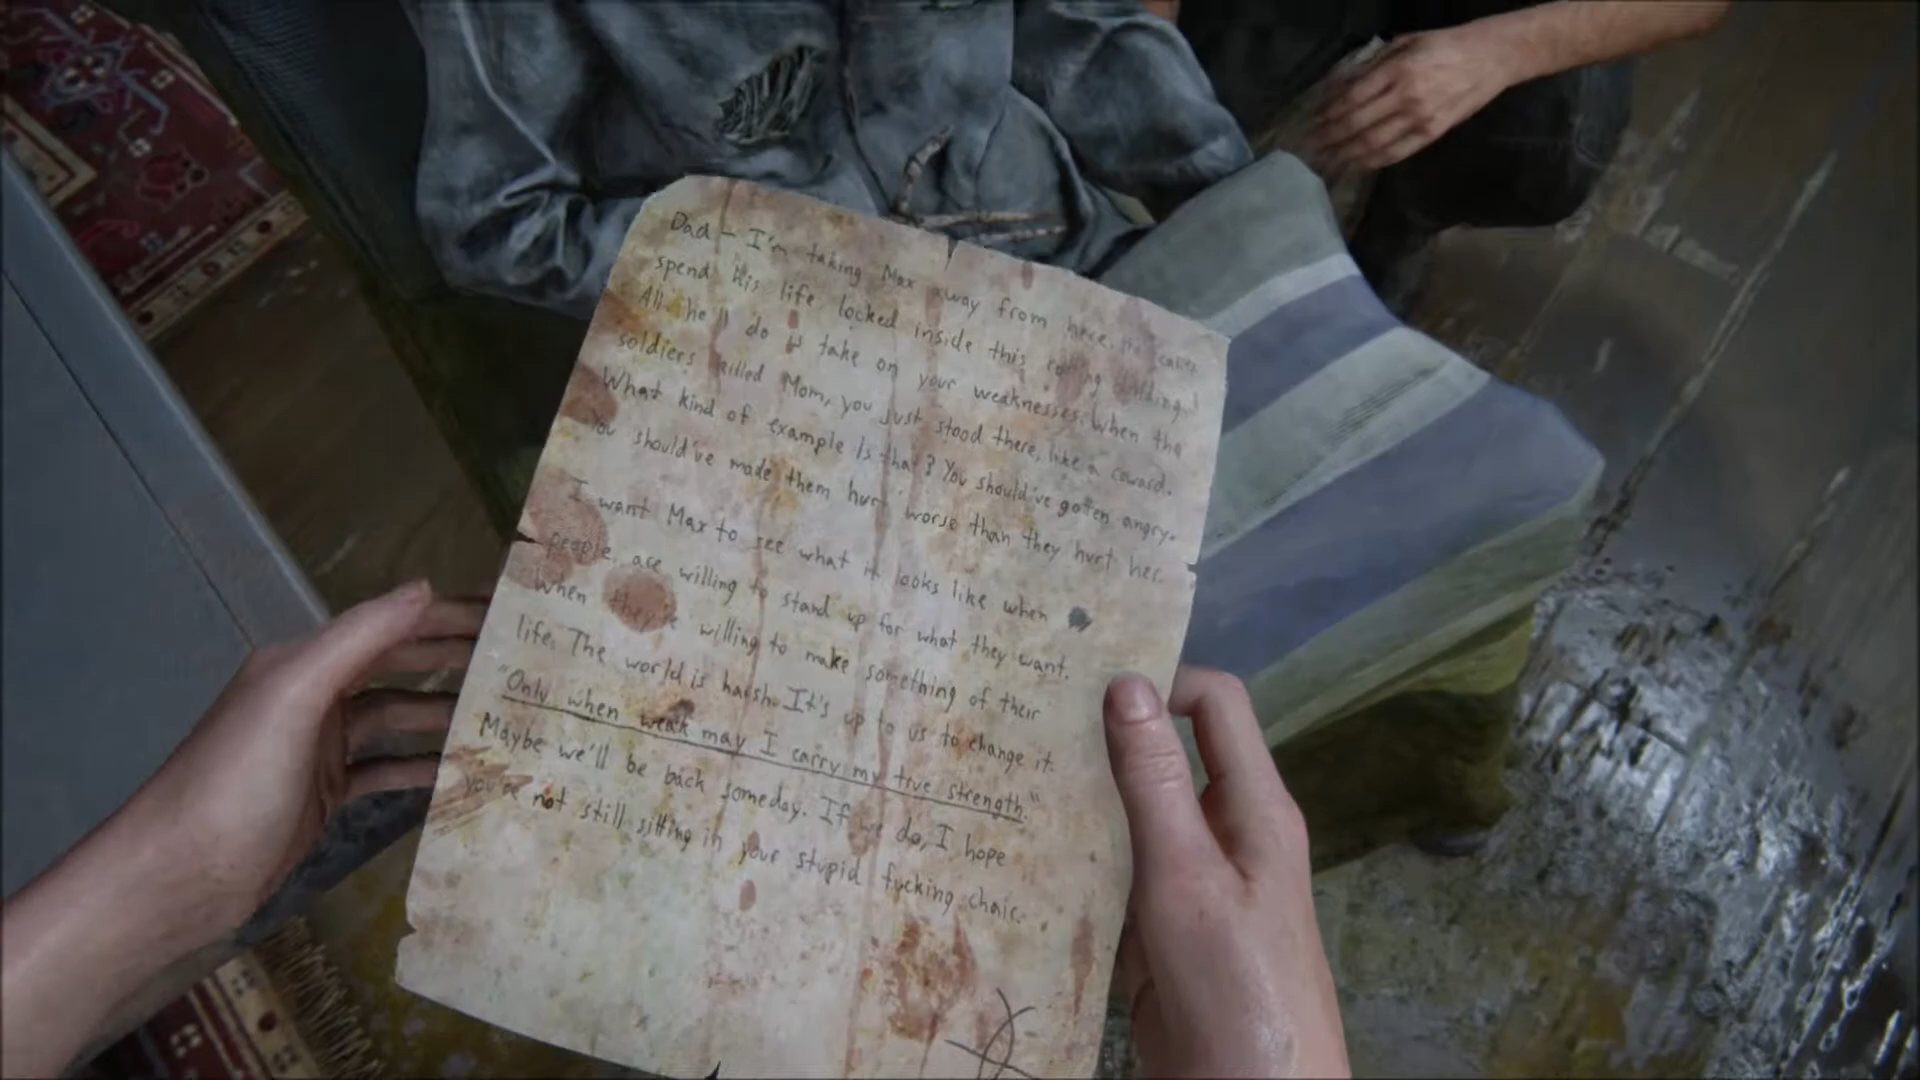 Dad - I'm taking Max away from here. He can't
spend his life locked inside this rotting building.
All he'll do is take on your weaknesses. When the
soldiers killed Mom, you just stood there, like a coward.
What kind of example is that? You should've gotten angry.
You should've made them hurt worse than they hurt her.
I want Max to see what it looks like when
people are willing to stand up for what they want.
When they're willing to make something of their
life. The world is harsh. It's up to us to change it.
"Only when weak may I carry my true strength."
Maybe we'll be back someday. If we do, I hope
you're not still sitting in your stupid fucking chair.